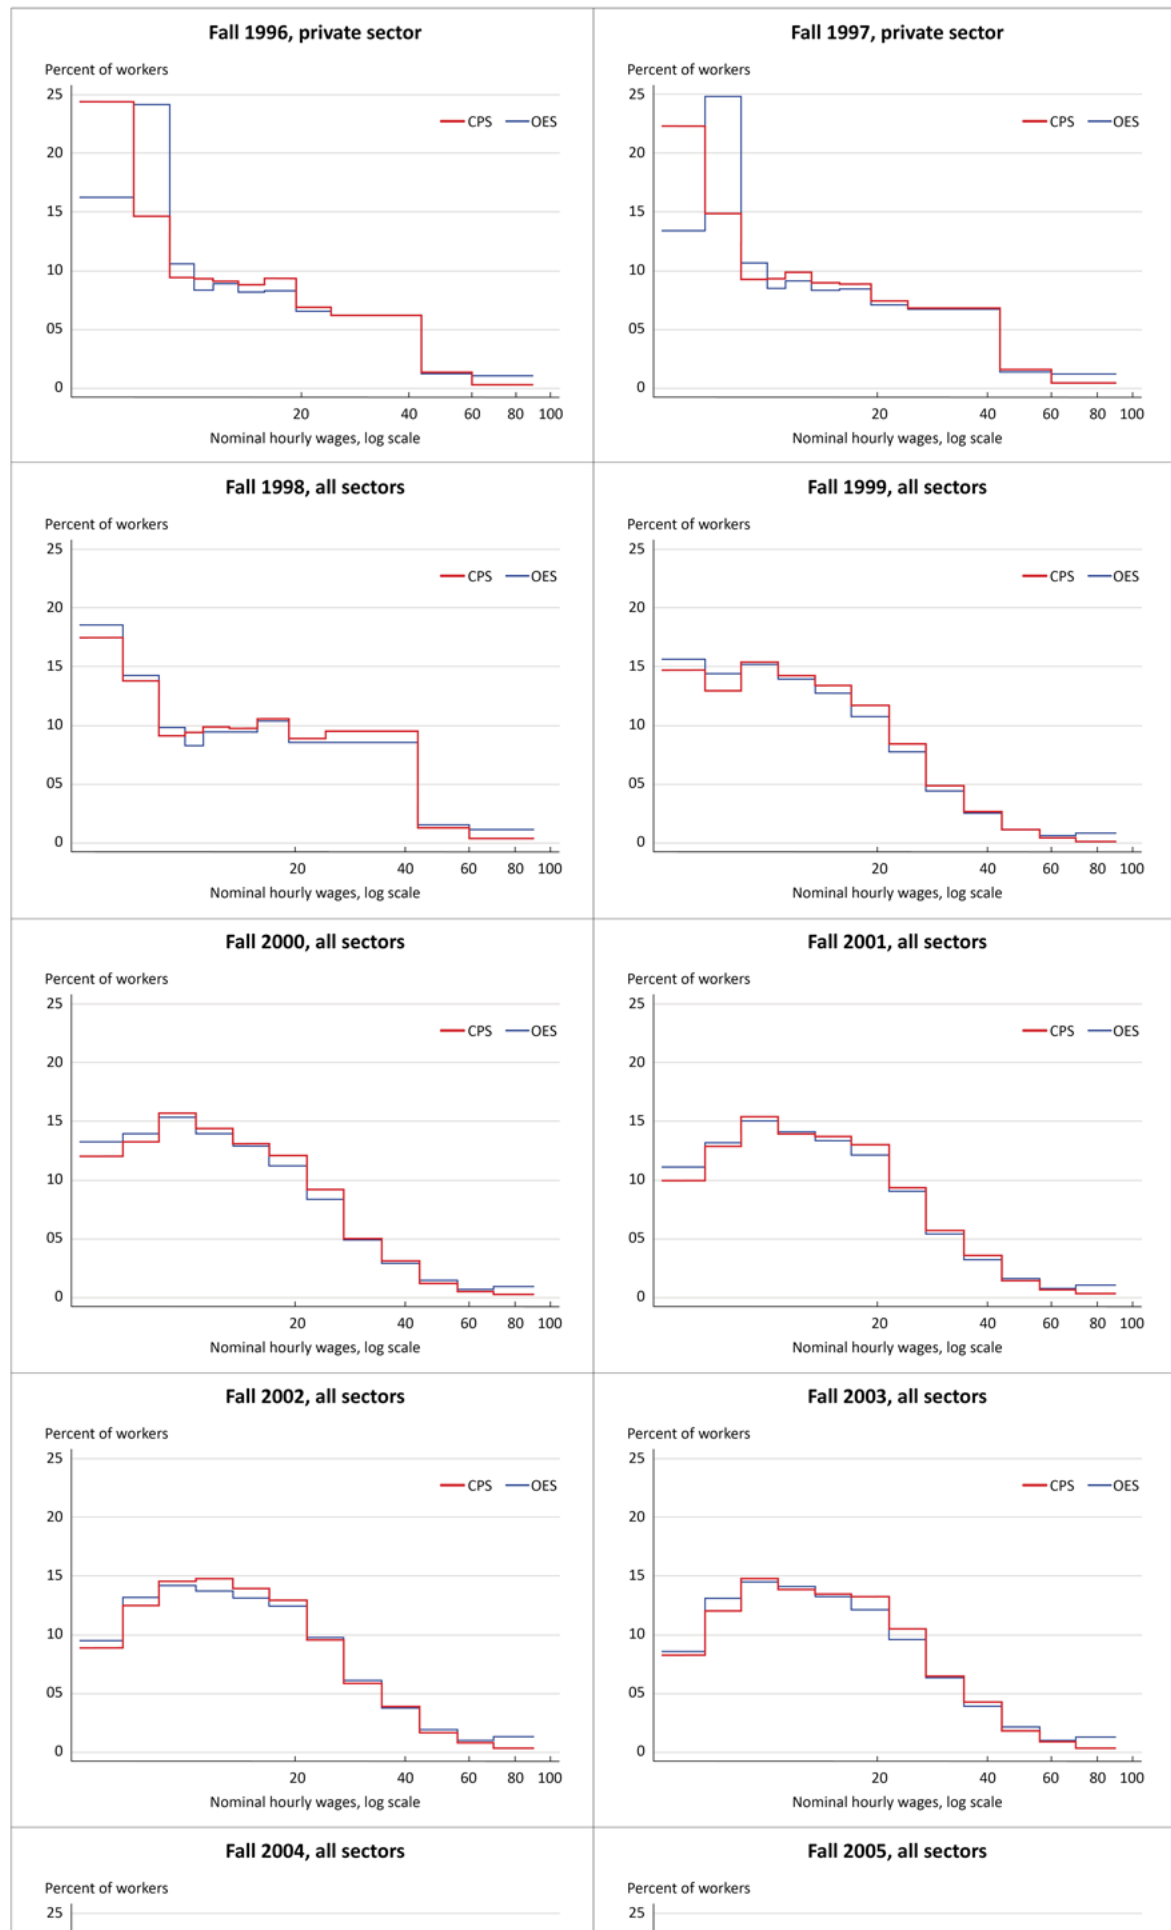 Fall 1996, private sector
Percent of workers
25
CPS OES
20
15
10
05
0
20 40 60 80 100
Nominal hourly wages, log scale
Fall 1997, private sector
Percent of workers
25
CPS OES
20
15
10
05
0
20 40 60 80 100
Nominal hourly wages, log scale
Fall 1998, all sectors
Percent of workers
25
CPS OES
20
15
10
05
0
20 40 60 80 100
Nominal hourly wages, log scale
Fall 1999, all sectors
Percent of workers
25
CPS OES
20
15
10
05
0
20 40 60 80 100
Nominal hourly wages, log scale
Fall 2000, all sectors
Percent of workers
25
CPS OES
20
15
10
05
0
20 40 60 80 100
Nominal hourly wages, log scale
Fall 2001, all sectors
Percent of workers
25
CPS OES
20
15
10
05
0
20 40 60 80 100
Nominal hourly wages, log scale
Fall 2002, all sectors
Percent of workers
25
CPS OES
20
15
10
05
0
20 40 60 80 100
Nominal hourly wages, log scale
Fall 2003, all sectors
Percent of workers
25
CPS OES
20
15
10
05
0
20 40 60 80 100
Nominal hourly wages, log scale
Fall 2004, all sectors
Percent of workers
25
Fall 2005, all sectors
Percent of workers
25